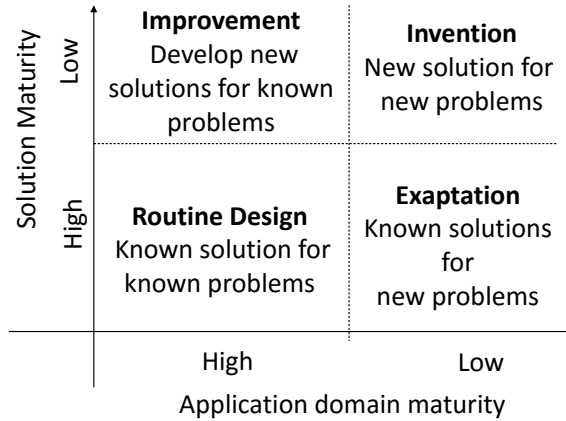 Solution Maturity
Low
High
Improvement
Develop new
solutions for known
problems
Invention
New solution for
new problems
Routine Design
Known solution for
known problems
Exaptation
Known solutions
for
new problems
High
Low
Application domain maturity